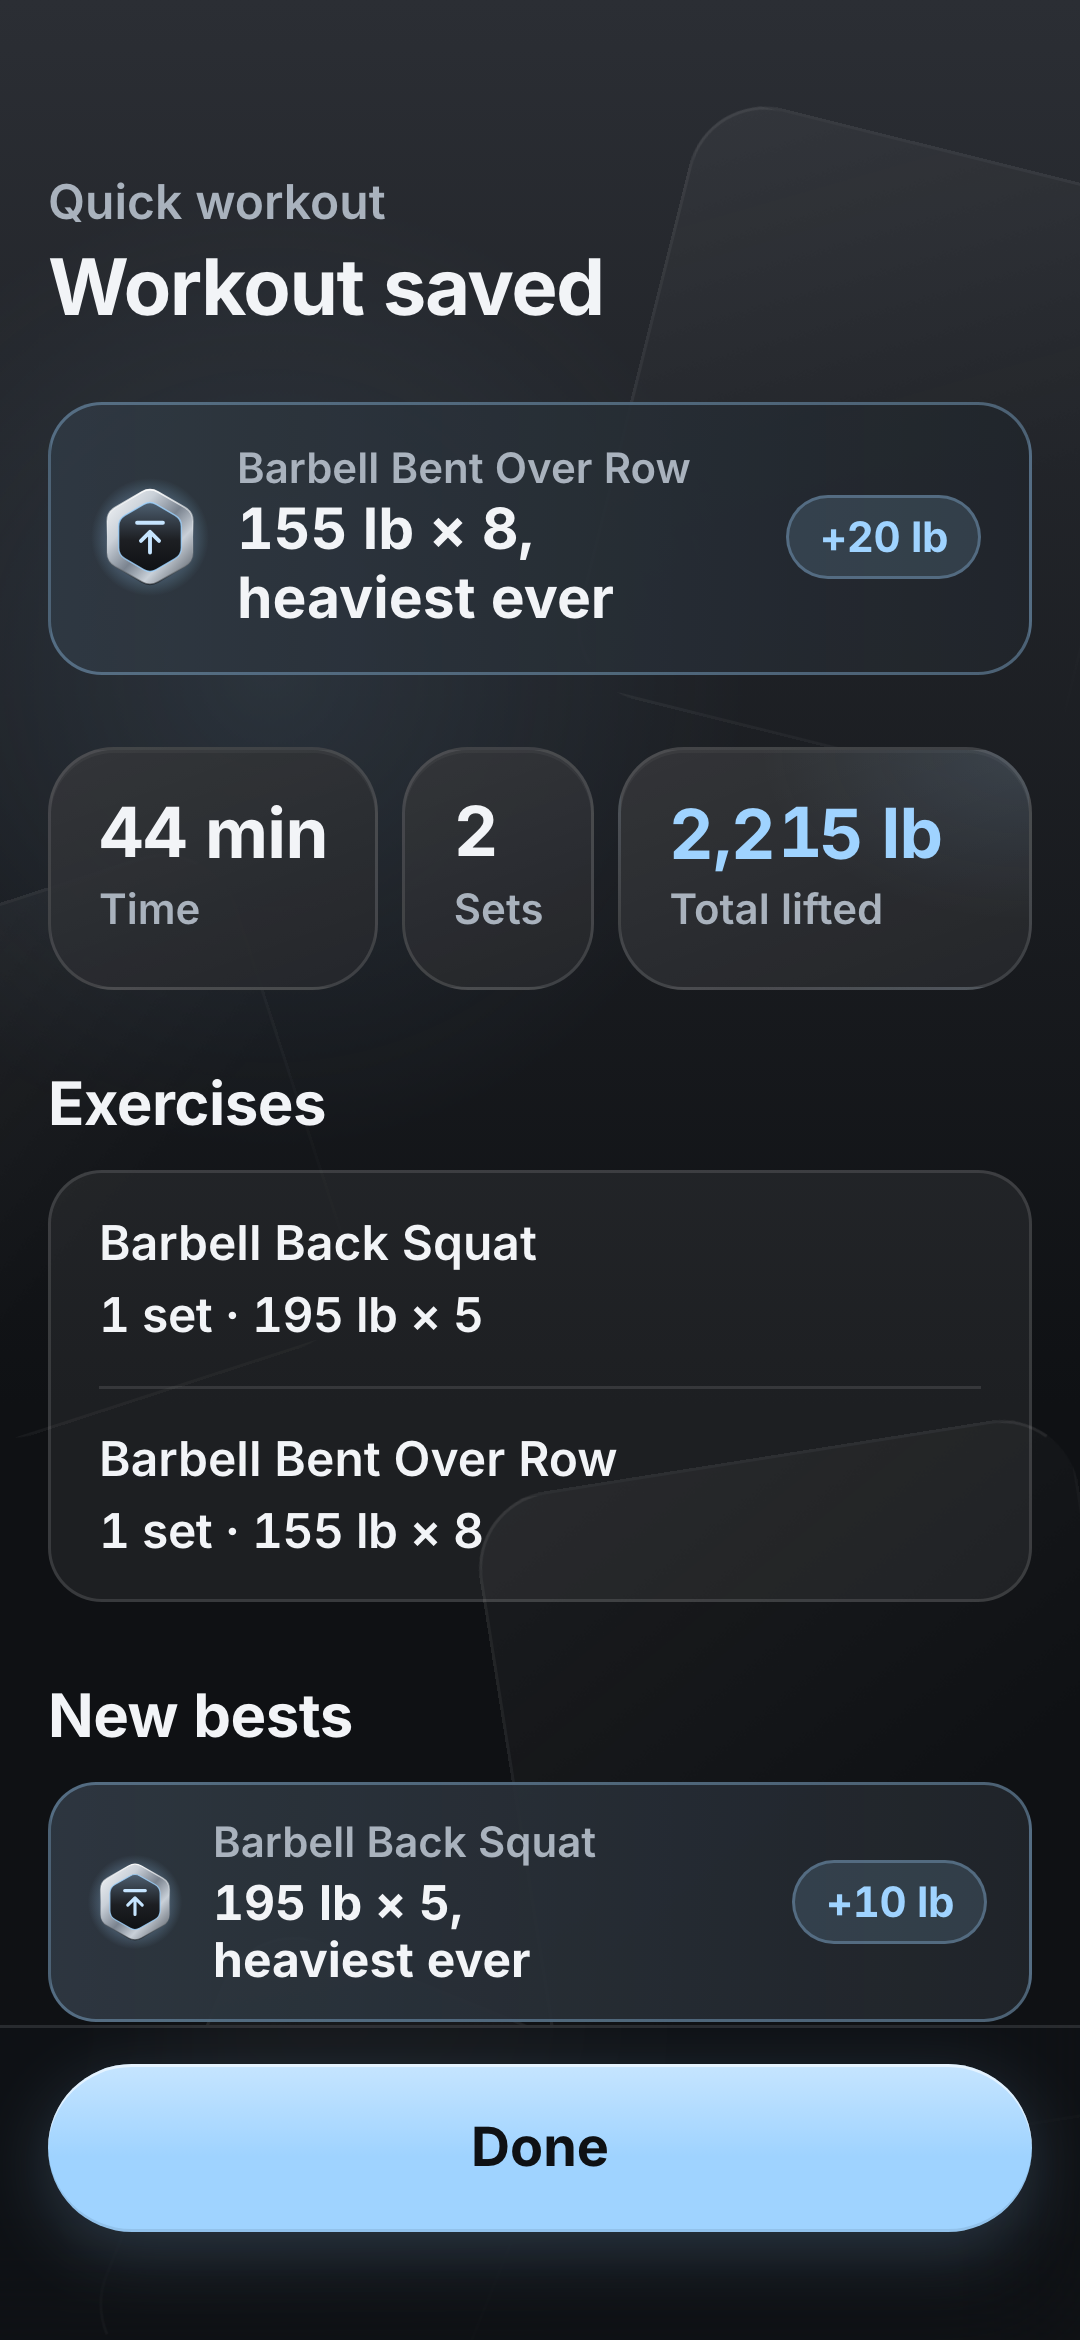 Quick workout
Workout saved
Barbell Bent Over Row
155 lb × 8,
heaviest ever
+20 lb
44 min
Time
2
Sets
2,215 lb
Total lifted
Exercises
Barbell Back Squat
1 set · 195 lb × 5
Barbell Bent Over Row
1 set · 155 lb × 8
New bests
Barbell Back Squat
195 lb × 5,
heaviest ever
+10 lb
Done